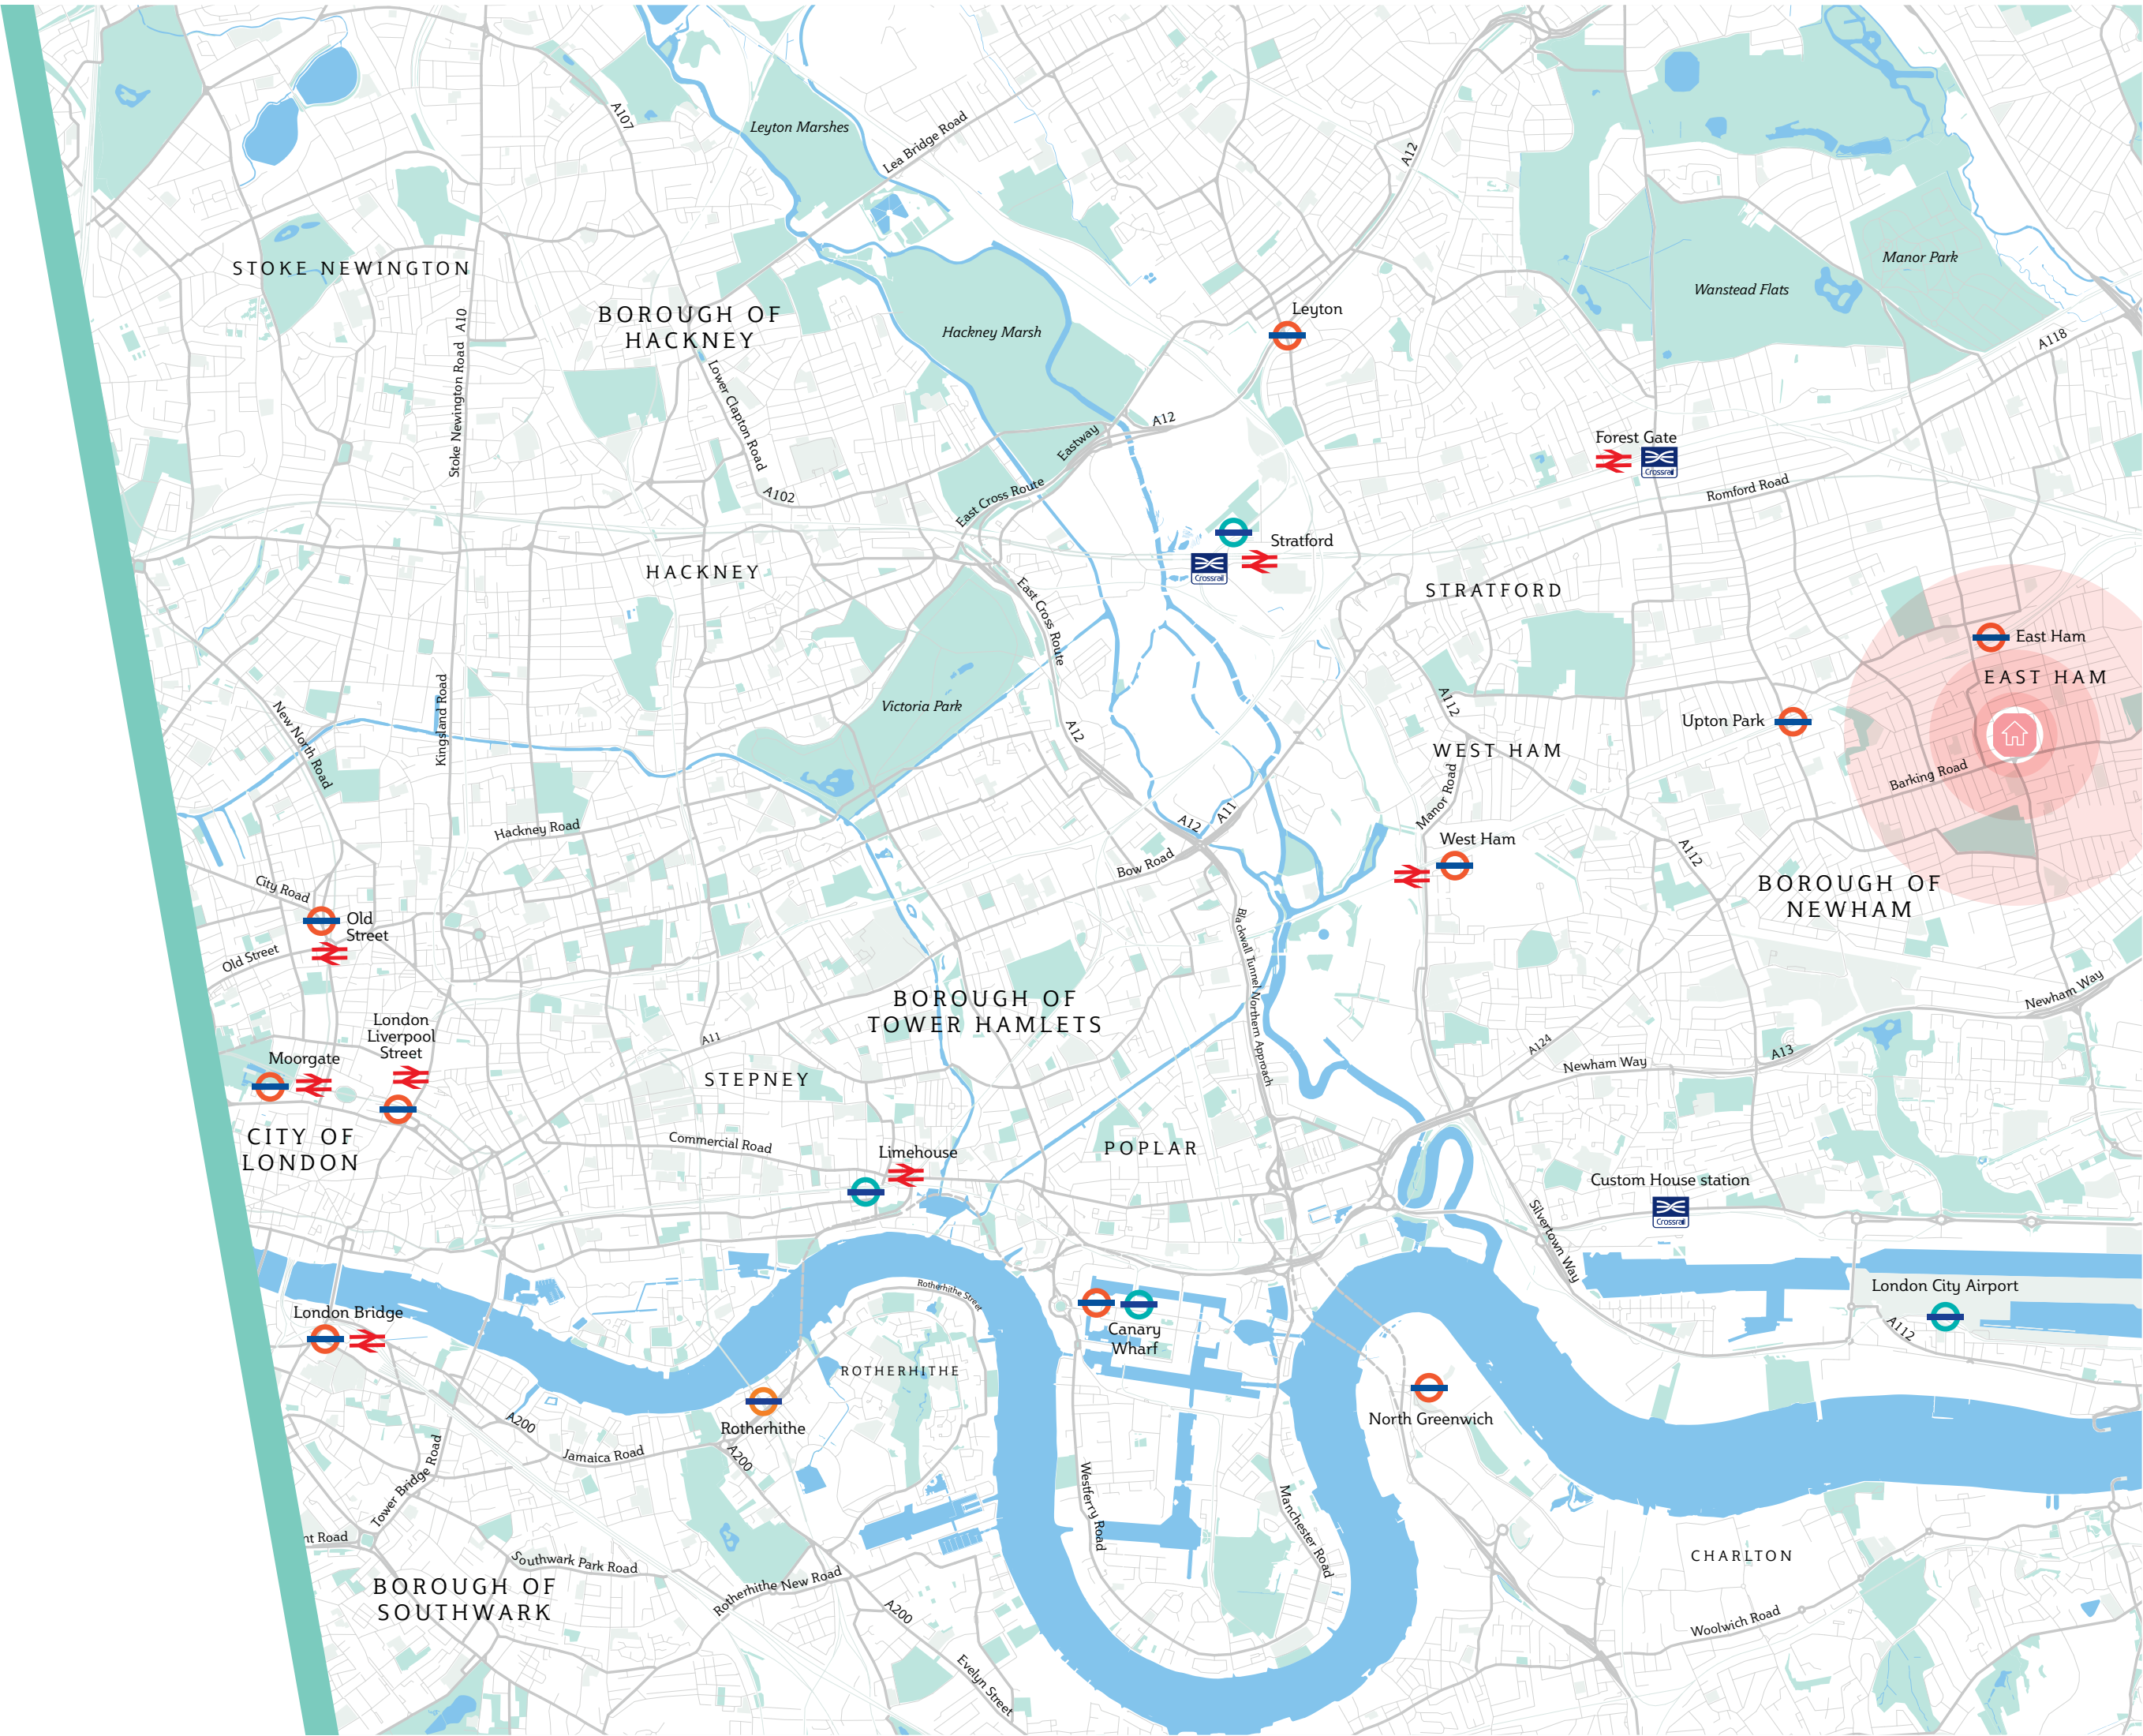 A107
Leyton Marshes
Lea Bridge Road
A12
STOKE NEWINGTON
BOROUGH OF
HACKNEY
Stoke Newington Road A10
Hackney Marsh
Leyton
Wanstead Flats
Manor Park
A118
Lower Clapton Road
A102
Eastway
A12
East Cross Route
Forest Gate
Crossrail
Romford Road
Stratford
Crossrail
HACKNEY
STRATFORD
East Cross Route
East Ham
EAST HAM
New North Road
Kingsland Road
Victoria Park
A12
A112
Upton Park
WEST HAM
Manor Road
Barking Road
Hackney Road
A12
A11
Bow Road
West Ham
A112
BOROUGH OF
NEWHAM
City Road
Old
Street
Old Street
Blackwall Tunnel Northern Approach
BOROUGH OF
TOWER HAMLETS
Newham Way
London
Liverpool
Street
Moorgate
A11
STEPNEY
A124
Newham Way
A13
CITY OF
LONDON
Commercial Road
Limehouse
POPLAR
Custom House station
Crossrail
Silvertown Way
London Bridge
Rotherhithe Street
Canary
Wharf
London City Airport
A112
ROTHERHITHE
Rotherhithe
North Greenwich
A200
Jamaica Road
A200
Tower Bridge Road
Westferry Road
Manchester Road
nt Road
Southwark Park Road
Rotherhithe New Road
BOROUGH OF
SOUTHWARK
A200
Evelyn Street
CHARLTON
Woolwich Road